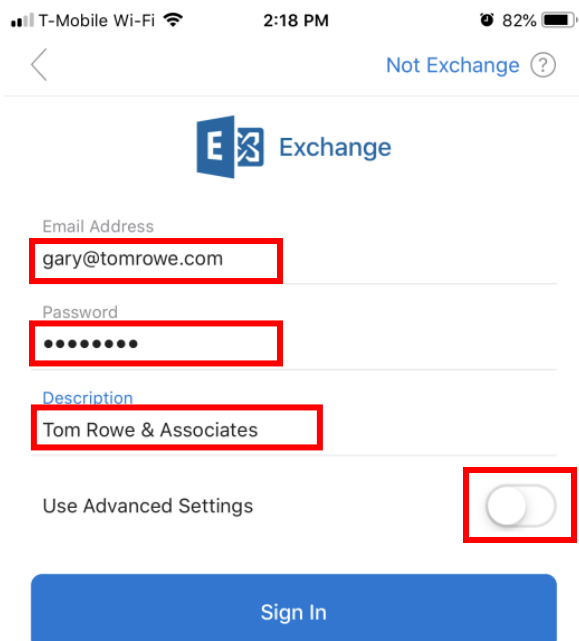 T-Mobile Wi-Fi 2:18 PM 82%
Not Exchange ?
E Exchange
Email Address
gary@tomrowe.com
Password
●●●●●●●●
Description
Tom Rowe & Associates
Use Advanced Settings
Sign In